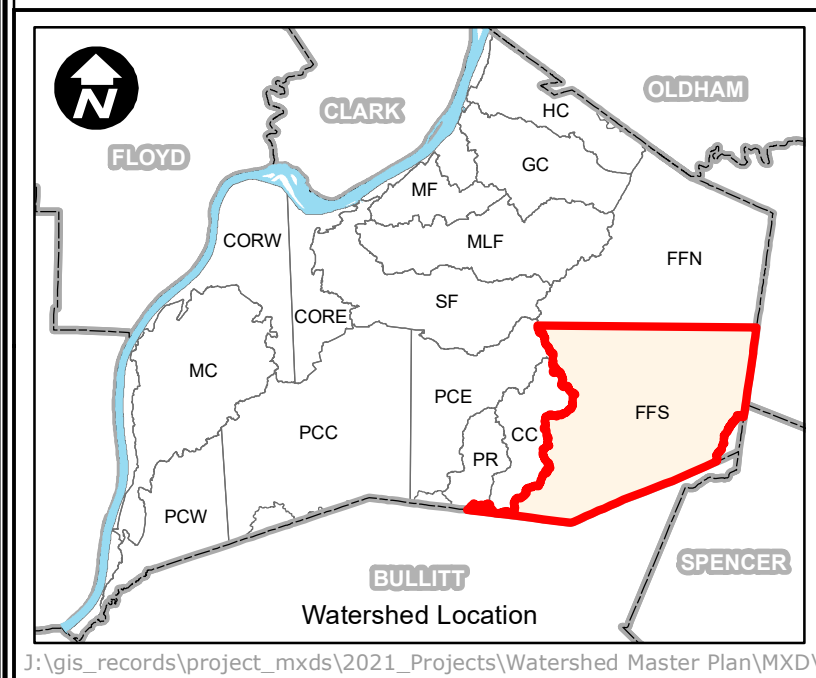 N
OLDHAM
CLARK
HC
FLOYD
GC
MF
CORW
MLF
FFN
SF
CORE
MC
PCE
FFS
PCC
CC
PR
PCW
SPENCER
BULLITT
Watershed Location
J:\gis_records\project_mxds\2021_Projects\Watershed Master Plan\MXD\